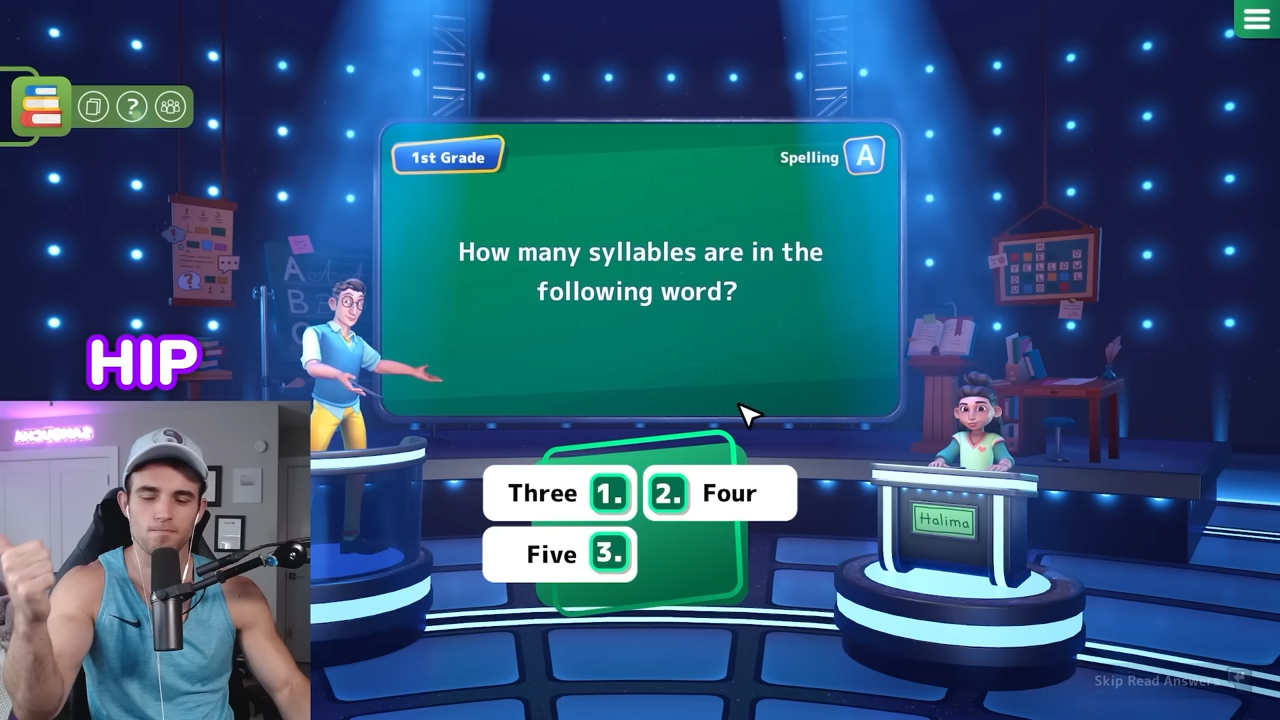 1st Grade
Spelling A
How many syllables are in the
following word?
HIP
A
B
Three 1.
2. Four
Five 3.
Halima
Skip Read Answers